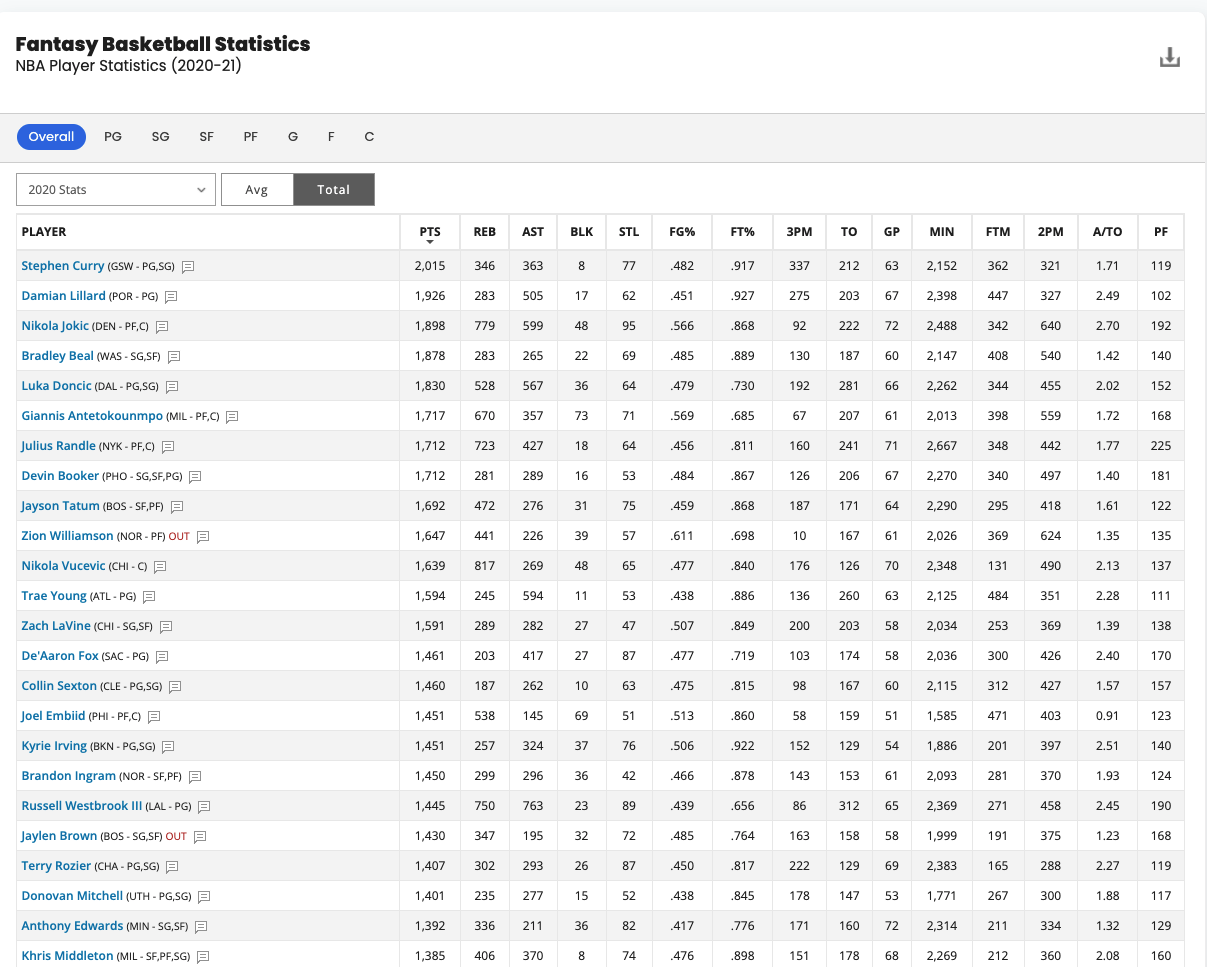 Fantasy Basketball Statistics
NBA Player Statistics (2020-21)
Overall PG SG SF PF G F C
2020 Stats Avg Total
PLAYER PTS REB AST BLK STL FG% FT% 3PM TO GP MIN FTM 2PM A/TO PF
Stephen Curry (GSW - PG,SG) 2,015 346 363 8 77 .482 .917 337 212 63 2,152 362 321 1.71 119
Damian Lillard (POR - PG) 1,926 283 505 17 62 .451 .927 275 203 67 2,398 447 327 2.49 102
Nikola Jokic (DEN - PF,C) 1,898 779 599 48 95 .566 .868 92 222 72 2,488 342 640 2.70 192
Bradley Beal (WAS - SG,SF) 1,878 283 265 22 69 .485 .889 130 187 60 2,147 408 540 1.42 140
Luka Doncic (DAL - PG,SG) 1,830 528 567 36 64 .479 .730 192 281 66 2,262 344 455 2.02 152
Giannis Antetokounmpo (MIL - PF,C) 1,717 670 357 73 71 .569 .685 67 207 61 2,013 398 559 1.72 168
Julius Randle (NYK - PF,C) 1,712 723 427 18 64 .456 .811 160 241 71 2,667 348 442 1.77 225
Devin Booker (PHO - SG,SF,PG) 1,712 281 289 16 53 .484 .867 126 206 67 2,270 340 497 1.40 181
Jayson Tatum (BOS - SF,PF) 1,692 472 276 31 75 .459 .868 187 171 64 2,290 295 418 1.61 122
Zion Williamson (NOR - PF) OUT 1,647 441 226 39 57 .611 .698 10 167 61 2,026 369 624 1.35 135
Nikola Vucevic (CHI - C) 1,639 817 269 48 65 .477 .840 176 126 70 2,348 131 490 2.13 137
Trae Young (ATL - PG) 1,594 245 594 11 53 .438 .886 136 260 63 2,125 484 351 2.28 111
Zach LaVine (CHI - SG,SF) 1,591 289 282 27 47 .507 .849 200 203 58 2,034 253 369 1.39 138
De'Aaron Fox (SAC - PG) 1,461 203 417 27 87 .477 .719 103 174 58 2,036 300 426 2.40 170
Collin Sexton (CLE - PG,SG) 1,460 187 262 10 63 .475 .815 98 167 60 2,115 312 427 1.57 157
Joel Embiid (PHI - PF,C) 1,451 538 145 69 51 .513 .860 58 159 51 1,585 471 403 0.91 123
Kyrie Irving (BKN - PG,SG) 1,451 257 324 37 76 .506 .922 152 129 54 1,886 201 397 2.51 140
Brandon Ingram (NOR - SF,PF) 1,450 299 296 36 42 .466 .878 143 153 61 2,093 281 370 1.93 124
Russell Westbrook III (LAL - PG) 1,445 750 763 23 89 .439 .656 86 312 65 2,369 271 458 2.45 190
Jaylen Brown (BOS - SG,SF) OUT 1,430 347 195 32 72 .485 .764 163 158 58 1,999 191 375 1.23 168
Terry Rozier (CHA - PG,SG) 1,407 302 293 26 87 .450 .817 222 129 69 2,383 165 288 2.27 119
Donovan Mitchell (UTH - PG,SG) 1,401 235 277 15 52 .438 .845 178 147 53 1,771 267 300 1.88 117
Anthony Edwards (MIN - SG,SF) 1,392 336 211 36 82 .417 .776 171 160 72 2,314 211 334 1.32 129
Khris Middleton (MIL - SF,PF,SG) 1,385 406 370 8 74 .476 .898 151 178 68 2,269 212 360 2.08 160